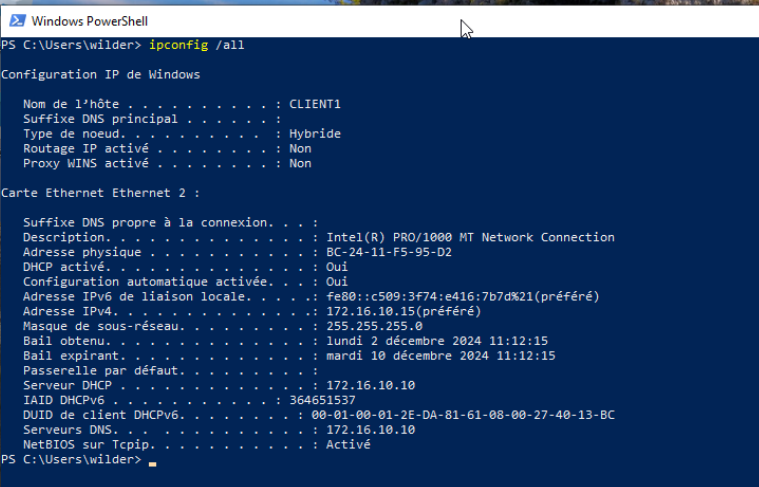 Windows PowerShell
PS C:\Users\wilder> ipconfig /all
Configuration IP de Windows
Nom de l’hôte . . . . . . . . . . : CLIENT1
Suffixe DNS principal . . . . . . :
Type de noeud. . . . . . . . . .  : Hybride
Routage IP activé . . . . . . . . : Non
Proxy WINS activé . . . . . . . . : Non
Carte Ethernet Ethernet 2 :
Suffixe DNS propre à la connexion. . . :
Description. . . . . . . . . . . . . . : Intel(R) PRO/1000 MT Network Connection
Adresse physique . . . . . . . . . . . : BC-24-11-F5-95-D2
DHCP activé. . . . . . . . . . . . . . : Oui
Configuration automatique activée. . . : Oui
Adresse IPv6 de liaison locale. . . . .: fe80::c509:3f74:e416:7b7d%21(préféré)
Adresse IPv4. . . . . . . . . . . . . .: 172.16.10.15(préféré)
Masque de sous-réseau. . . . . . . . . : 255.255.255.0
Bail obtenu. . . . . . . . . . . . . . : lundi 2 décembre 2024 11:12:15
Bail expirant. . . . . . . . . . . . . : mardi 10 décembre 2024 11:12:15
Passerelle par défaut. . . . . . . . . :
Serveur DHCP . . . . . . . . . . . . . : 172.16.10.10
IAID DHCPv6 . . . . . . . . . . . : 364651537
DUID de client DHCPv6. . . . . . . . : 00-01-00-01-2E-DA-81-61-08-00-27-40-13-BC
Serveurs DNS. . . . . . . . . . . . . : 172.16.10.10
NetBIOS sur Tcpip. . . . . . . . . . . : Activé
PS C:\Users\wilder>